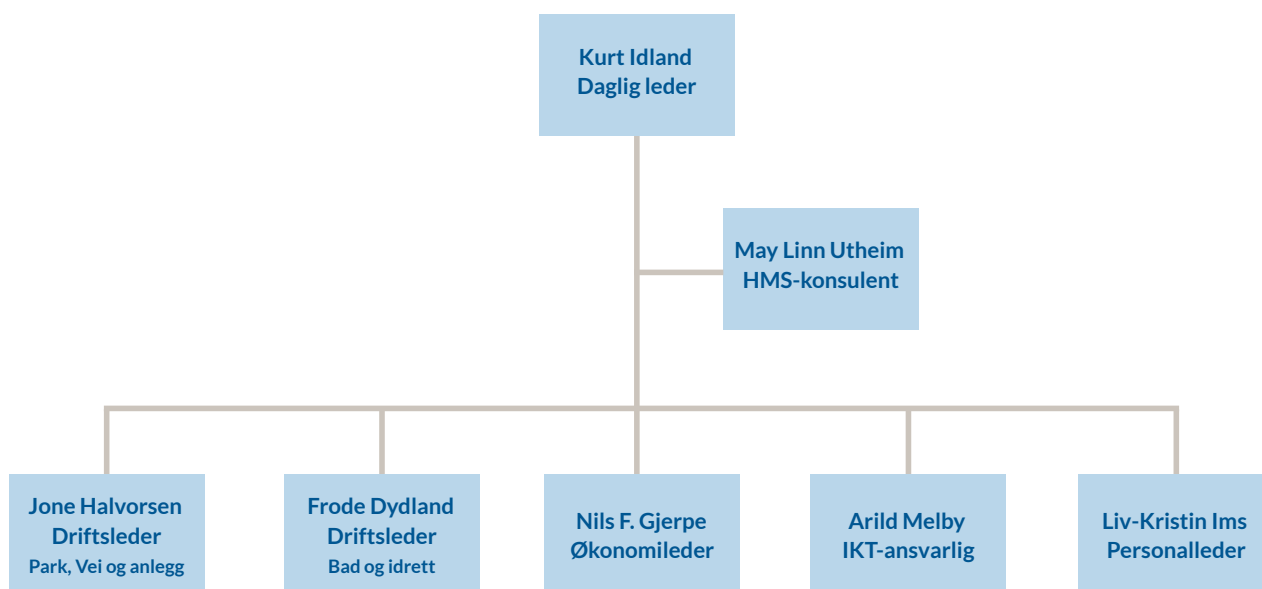 Kurt Idland
Daglig leder
May Linn Utheim
HMS-konsulent
Jone Halvorsen
Driftsleder
Park, Vei og anlegg
Frode Dydland
Driftsleder
Bad og idrett
Nils F. Gjerpe
Økonomileder
Arild Melby
IKT-ansvarlig
Liv-Kristin Ims
Personalleder